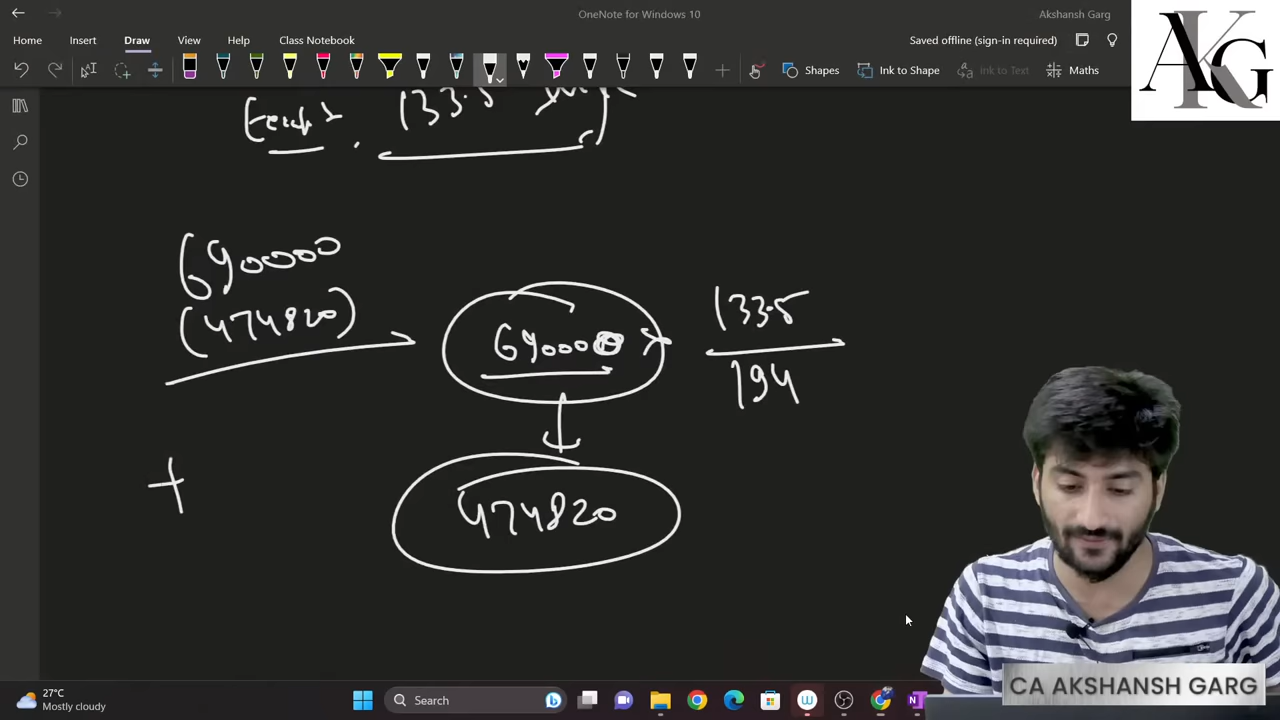 OneNote for Windows 10
Akshansh Garg
Home Insert Draw View Help Class Notebook
Saved offline (sign-in required)
Shapes Ink to Shape Ink to Text Maths
AKG
133.5
690000
(474820)
690000 × 133.5
194
474820
+
CA AKSHANSH GARG
27°C
Mostly cloudy
Search